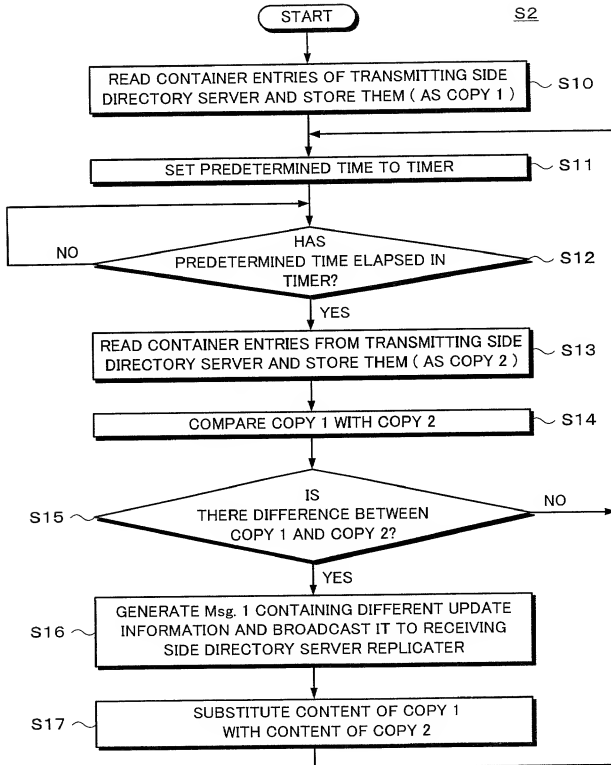 START
S2
READ CONTAINER ENTRIES OF TRANSMITTING SIDE
DIRECTORY SERVER AND STORE THEM ( AS COPY 1 )
S10
SET PREDETERMINED TIME TO TIMER
S11
HAS
PREDETERMINED TIME ELAPSED IN
TIMER?
NO
S12
YES
READ CONTAINER ENTRIES FROM TRANSMITTING SIDE
DIRECTORY SERVER AND STORE THEM ( AS COPY 2 )
S13
COMPARE COPY 1 WITH COPY 2
S14
IS
THERE DIFFERENCE BETWEEN
COPY 1 AND COPY 2?
S15
NO
YES
GENERATE Msg. 1 CONTAINING DIFFERENT UPDATE
INFORMATION AND BROADCAST IT TO RECEIVING
SIDE DIRECTORY SERVER REPLICATER
S16
SUBSTITUTE CONTENT OF COPY 1
WITH CONTENT OF COPY 2
S17